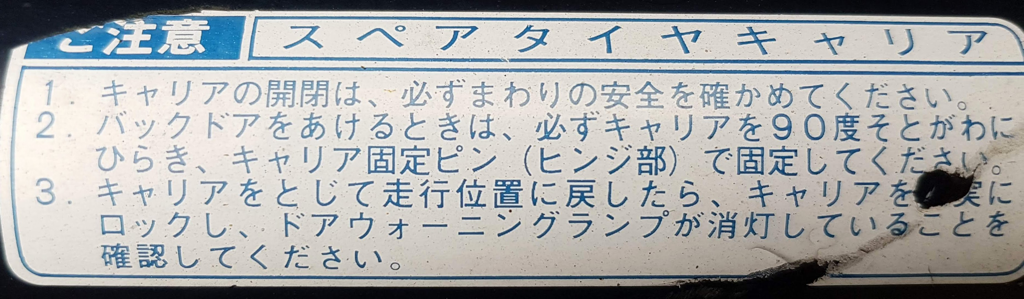 ご注意 スペアタイヤキャリア
1. キャリアの開閉は、必ずまわりの安全を確かめてください。
2. バックドアをあけるときは、必ずキャリアを90度そとがわに
ひらき、キャリア固定ピン(ヒンジ部)で固定してください。
3. キャリアをとじて走行位置に戻したら、キャリアを 実に
ロックし、ドアウォーニングランプが消灯していることを
確認してください。